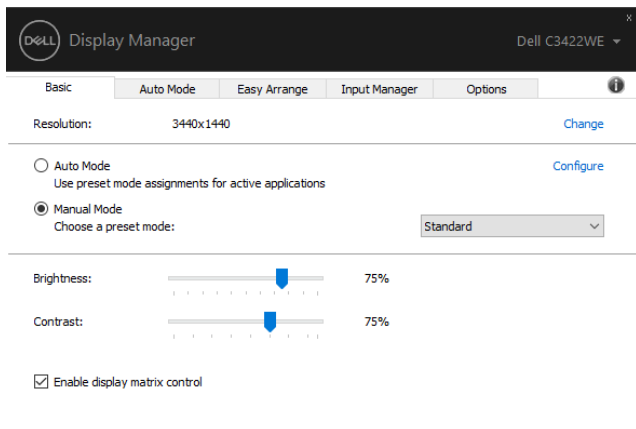 x
DELL Display Manager Dell C3422WE
Basic Auto Mode Easy Arrange Input Manager Options i
Resolution: 3440x1440 Change
Auto Mode Configure
Use preset mode assignments for active applications
Manual Mode
Choose a preset mode: Standard
Brightness: 75%
Contrast: 75%
Enable display matrix control